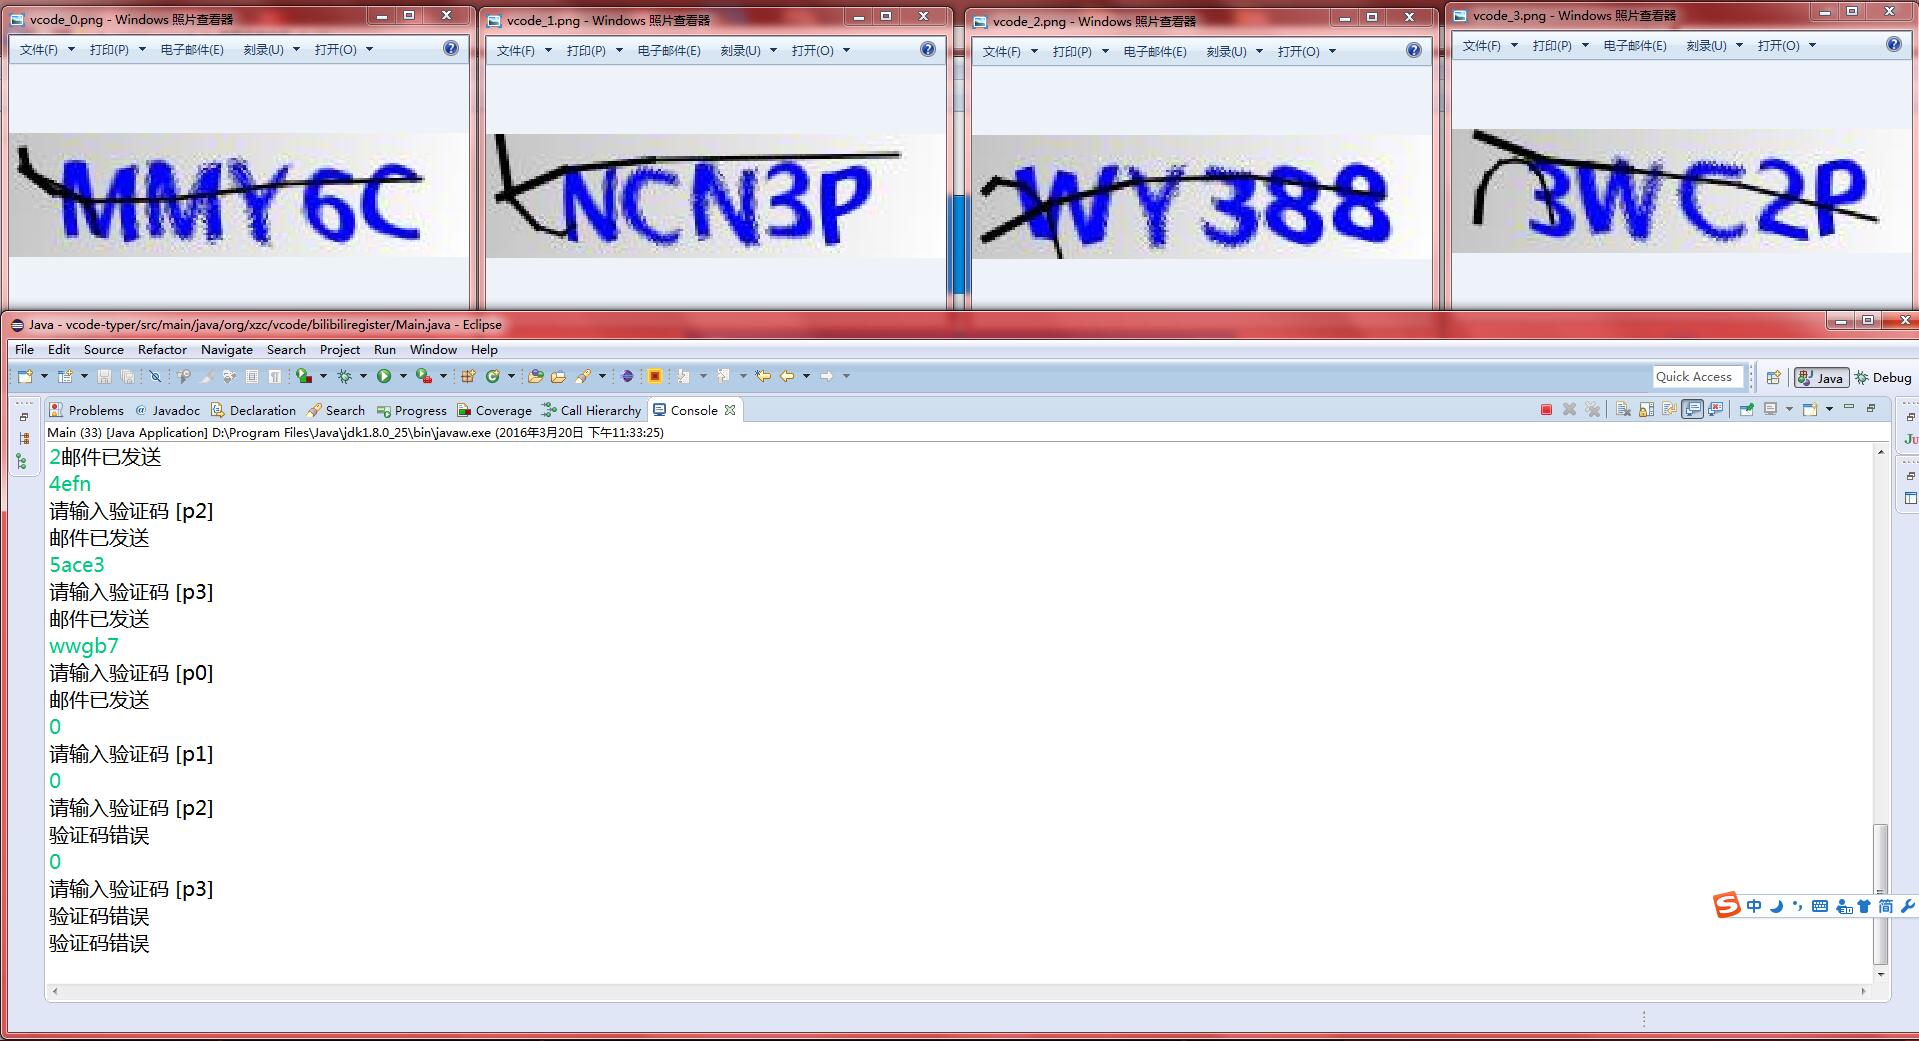 vcode_0.png - Windows 照片查看器
文件(F) 打印(P) 电子邮件(E) 刻录(U) 打开(O)
MMY6C
vcode_1.png - Windows 照片查看器
文件(F) 打印(P) 电子邮件(E) 刻录(U) 打开(O)
NCN3P
vcode_2.png - Windows 照片查看器
文件(F) 打印(P) 电子邮件(E) 刻录(U) 打开(O)
WY388
vcode_3.png - Windows 照片查看器
文件(F) 打印(P) 电子邮件(E) 刻录(U) 打开(O)
3WC2P
Java - vcode-typer/src/main/java/org/xzc/vcode/bilibiliregister/Main.java - Eclipse
File Edit Source Refactor Navigate Search Project Run Window Help
Quick Access Java Debug
Problems Javadoc Declaration Search Progress Coverage Call Hierarchy Console
Main (33) [Java Application] D:\Program Files\Java\jdk1.8.0_25\bin\javaw.exe (2016年3月20日 下午11:33:25)
2邮件已发送
4efn
请输入验证码 [p2]
邮件已发送
5ace3
请输入验证码 [p3]
邮件已发送
wwgb7
请输入验证码 [p0]
邮件已发送
0
请输入验证码 [p1]
0
请输入验证码 [p2]
验证码错误
0
请输入验证码 [p3]
验证码错误
验证码错误
Ju
S 中 简